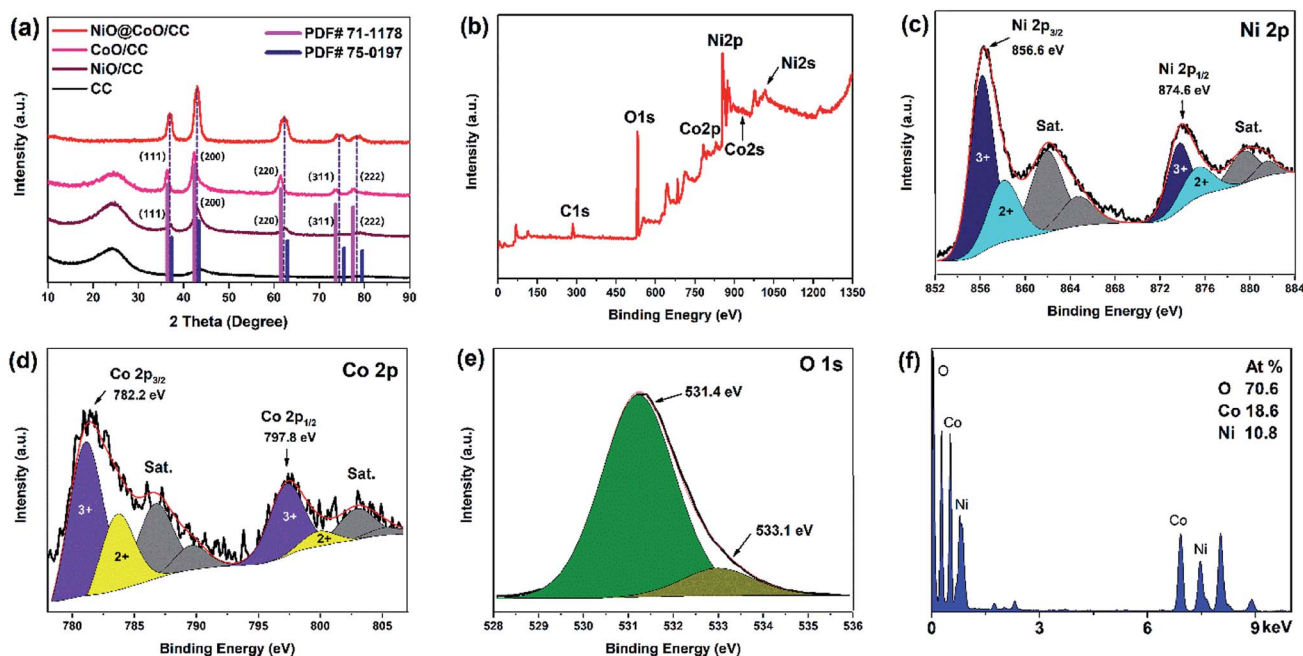 (a)
NiO@CoO/CC
CoO/CC
NiO/CC
CC
PDF# 71-1178
PDF# 75-0197
(111)
(200)
(220)
(311)
(222)
(111)
(200)
(220)
(311)
(222)
Intensity (a.u.)
10 20 30 40 50 60 70 80 90
2 Theta (Degree)
(b)
O1s
C1s
Ni2p
Co2p
Co2s
Ni2s
Intensity (a.u.)
0 150 300 450 600 750 900 1050 1200 1350
Binding Enegry (eV)
(c)
Ni 2p
Ni 2p3/2
856.6 eV
Ni 2p1/2
874.6 eV
Sat.
Sat.
3+
2+
3+
2+
Intensity (a.u.)
852 856 860 864 868 872 876 880 884
Binding Energy (eV)
(d)
Co 2p
Co 2p3/2
782.2 eV
Co 2p1/2
797.8 eV
Sat.
Sat.
3+
2+
3+
2+
Intensity (a.u.)
780 785 790 795 800 805
Binding Energy (eV)
(e)
O 1s
531.4 eV
533.1 eV
Intensity (a.u.)
528 529 530 531 532 533 534 535 536
Binding Energy (eV)
(f)
At %
O 70.6
Co 18.6
Ni 10.8
O
Co
Ni
Co
Ni
Intensity (a.u.)
0 3 6 9 keV